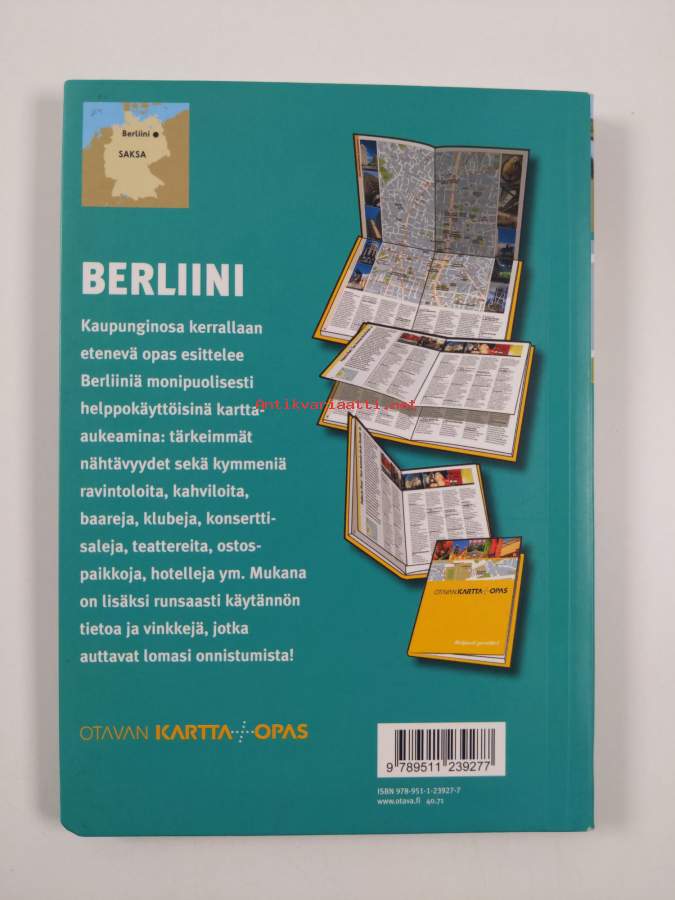 Berliini
SAKSA
BERLIINI
Kaupunginosa kerrallaan
etenevä opas esittelee
Berliiniä monipuolisesti
helppokäyttöisinä kartta-
aukeamina: tärkeimmät
nähtävyydet sekä kymmeniä
ravintoloita, kahviloita,
baareja, klubeja, konsertti-
saleja, teattereita, ostos-
paikkoja, hotelleja ym. Mukana
on lisäksi runsaasti käytännön
tietoa ja vinkkejä, jotka
auttavat lomasi onnistumista!
Antikvariaatti.net
OTAVAN KARTTA+OPAS
OTAVAN KARTTA+OPAS
9 789511 239277
ISBN 978-951-1-23927-7
www.otava.fi 40.71